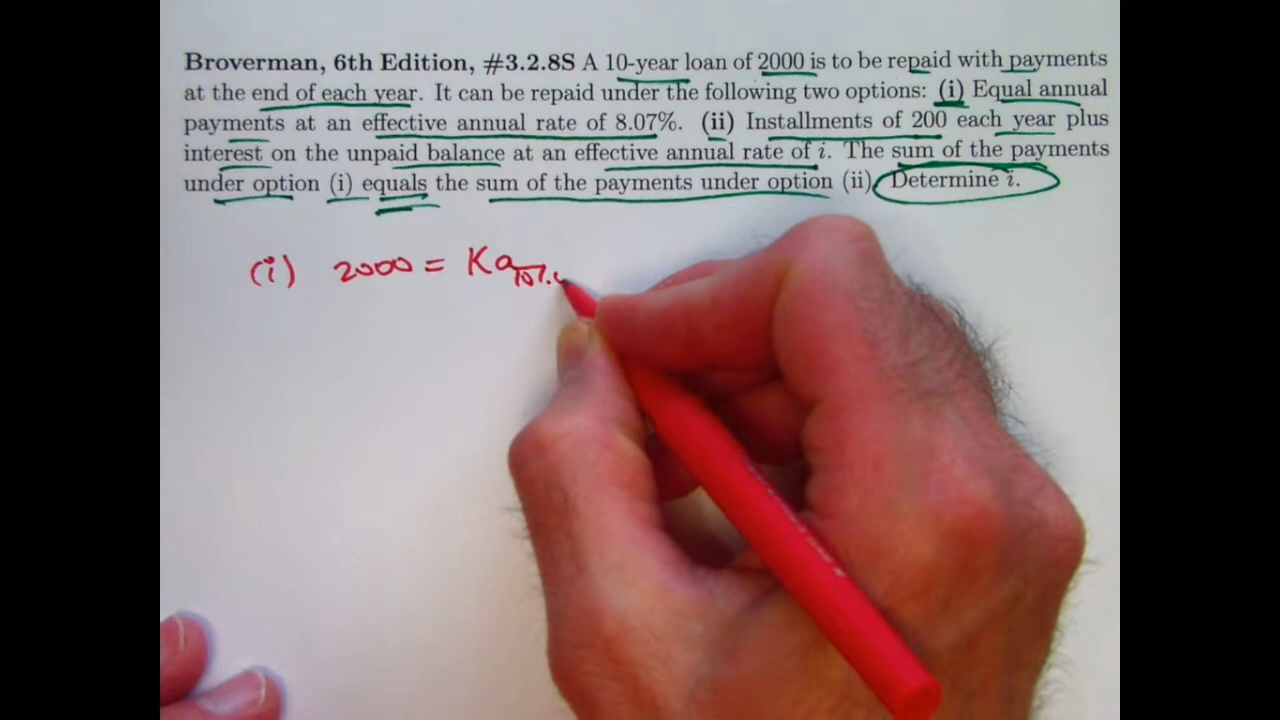 Broverman, 6th Edition, #3.2.8S A 10-year loan of 2000 is to be repaid with payments
at the end of each year. It can be repaid under the following two options: (i) Equal annual
payments at an effective annual rate of 8.07%. (ii) Installments of 200 each year plus
interest on the unpaid balance at an effective annual rate of i. The sum of the payments
under option (i) equals the sum of the payments under option (ii). Determine i.
(i) 2000 = Ka